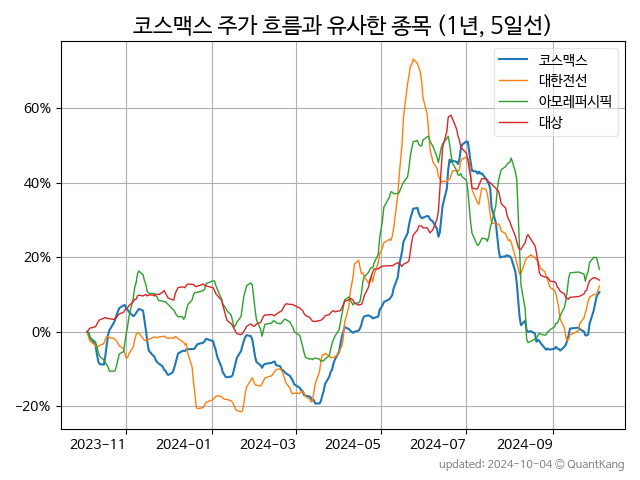 코스맥스 주가 흐름과 유사한 종목 (1년, 5일선)
코스맥스
대한전선
아모레퍼시픽
대상
60%
40%
20%
0%
−20%
2023-11
2024-01
2024-03
2024-05
2024-07
2024-09
updated: 2024-10-04 © QuantKang